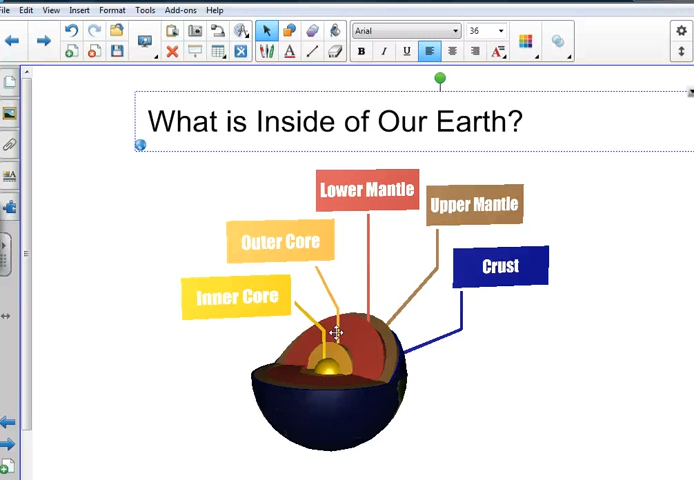 File Edit View Insert Format Tools Add-ons Help
Arial 36
B I U
What is Inside of Our Earth?
Lower Mantle
Upper Mantle
Outer Core
Crust
Inner Core